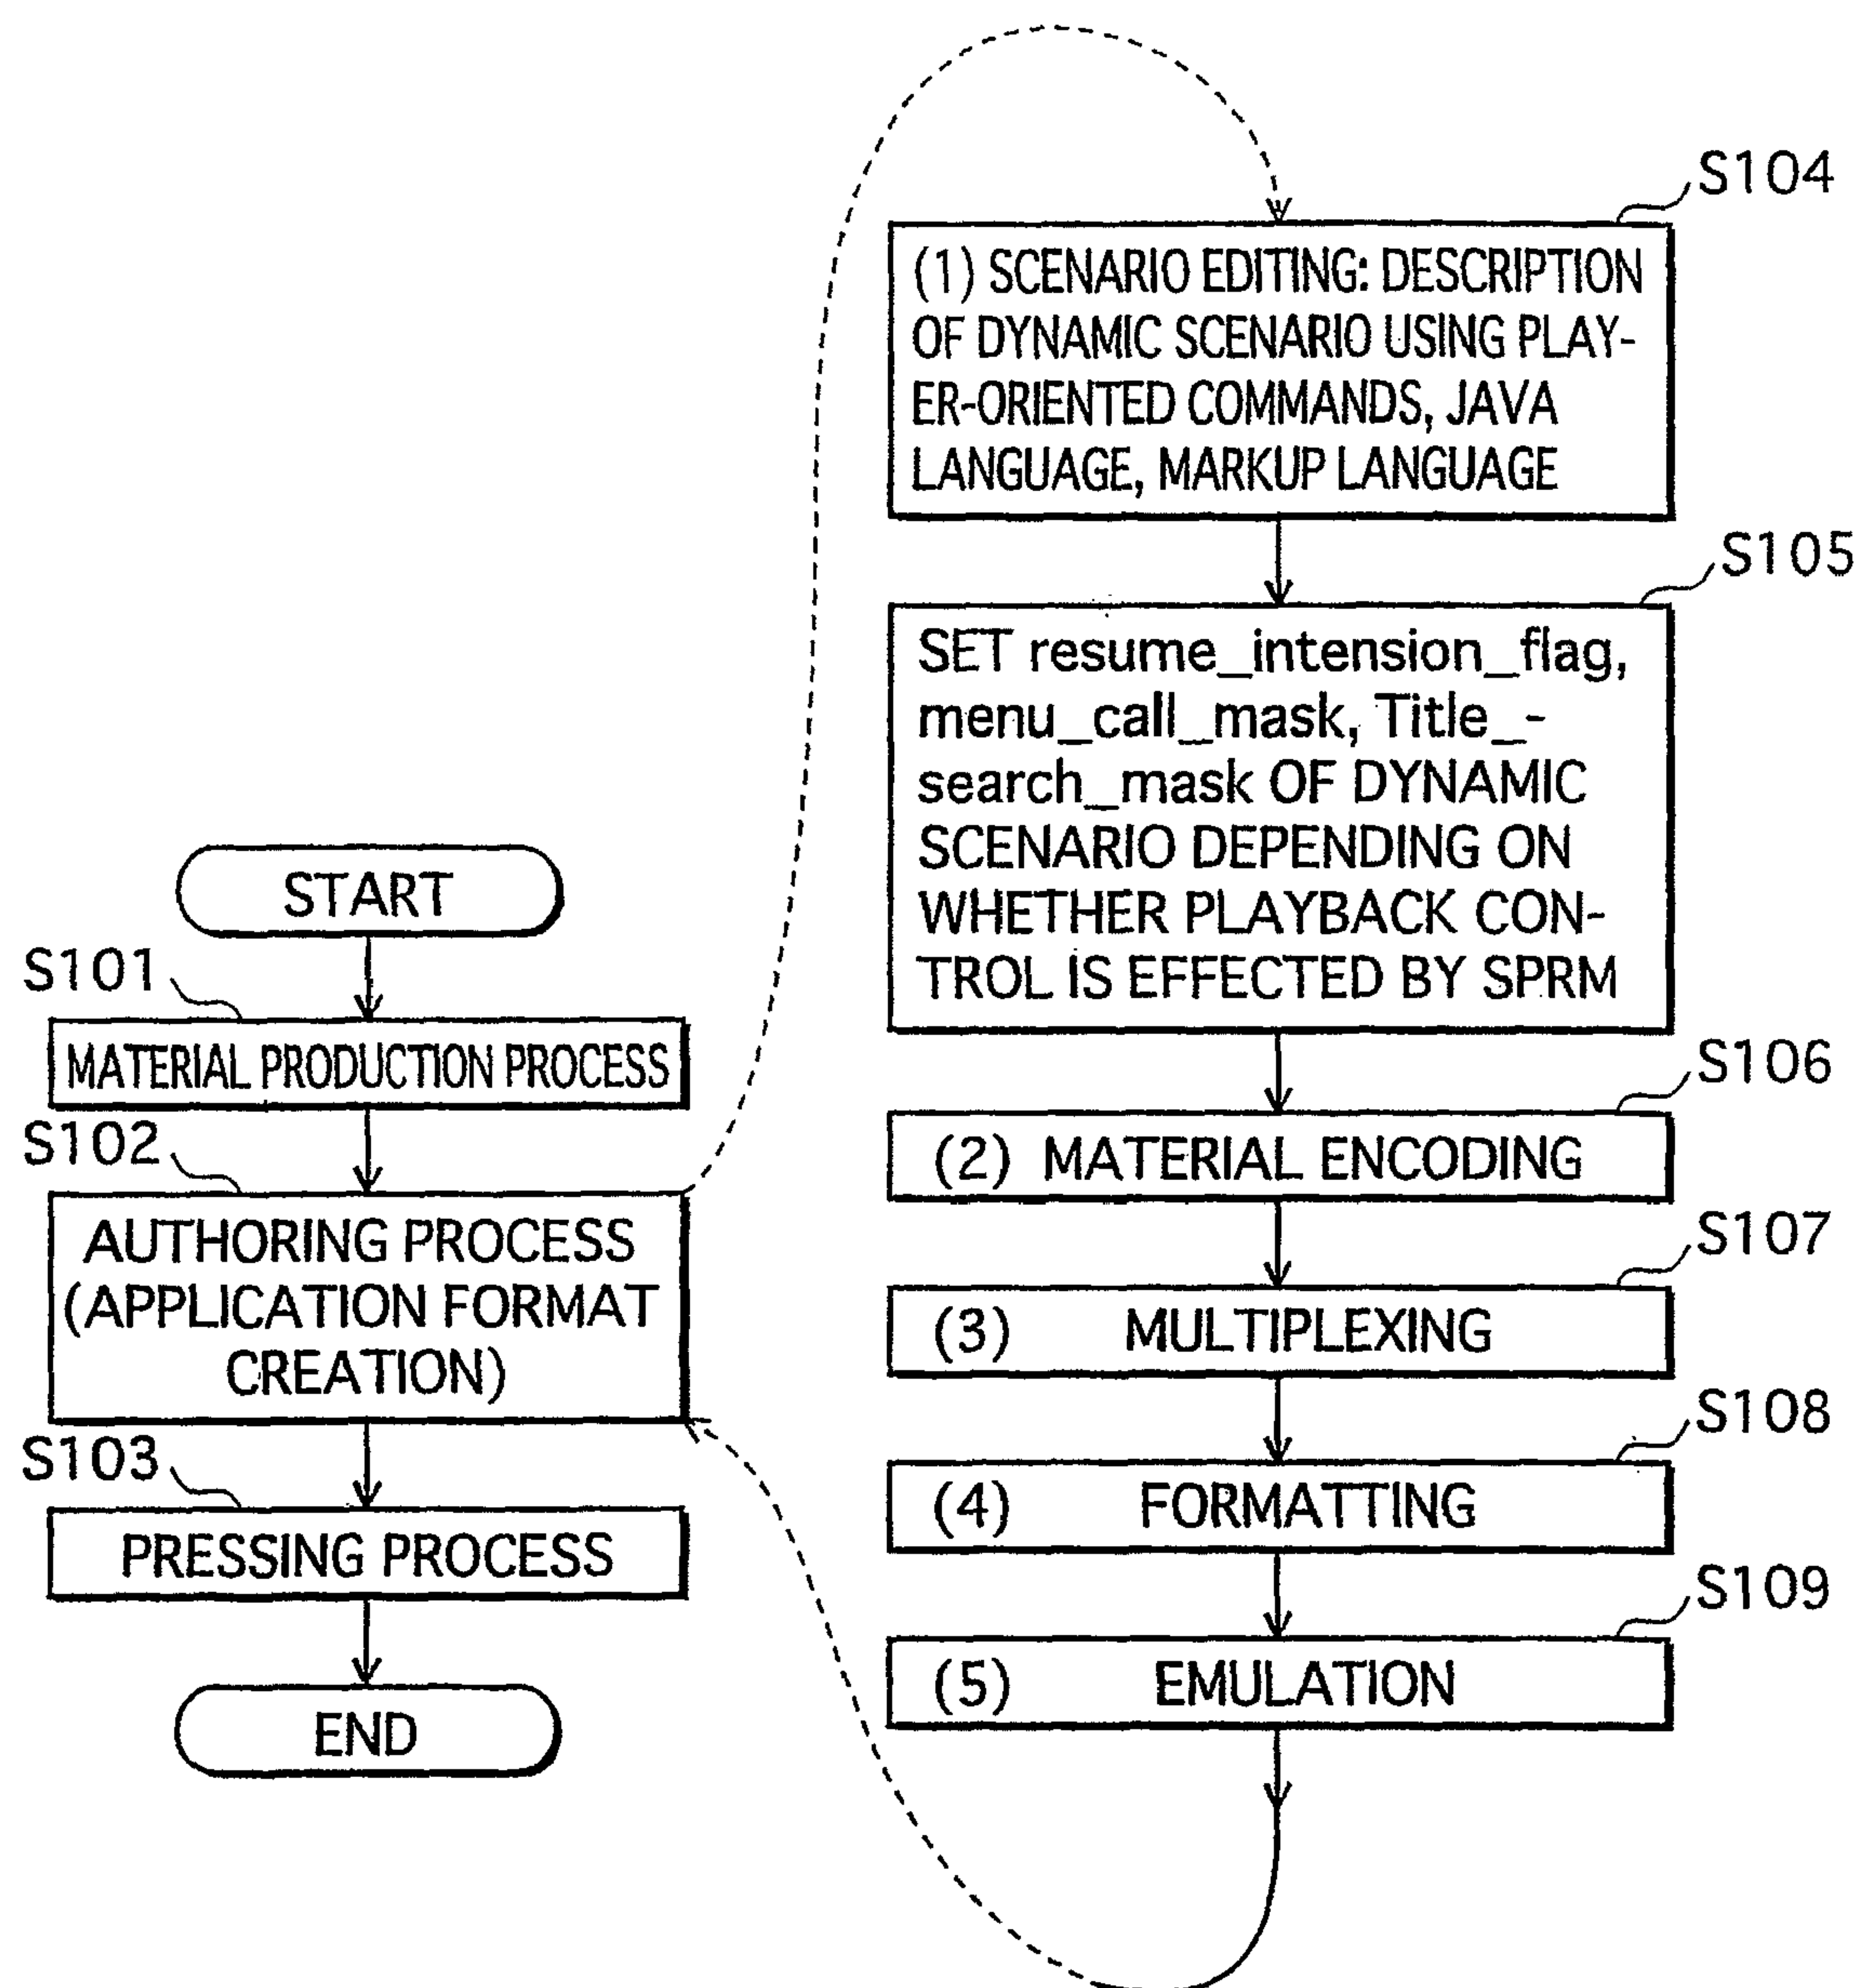 START
S101
MATERIAL PRODUCTION PROCESS
S102
AUTHORING PROCESS
(APPLICATION FORMAT
CREATION)
S103
PRESSING PROCESS
END
S104
(1) SCENARIO EDITING: DESCRIPTION
OF DYNAMIC SCENARIO USING PLAY-
ER-ORIENTED COMMANDS, JAVA
LANGUAGE, MARKUP LANGUAGE
S105
SET resume_intension_flag,
menu_call_mask, Title_-
search_mask OF DYNAMIC
SCENARIO DEPENDING ON
WHETHER PLAYBACK CON-
TROL IS EFFECTED BY SPRM
S106
(2) MATERIAL ENCODING
S107
(3) MULTIPLEXING
S108
(4) FORMATTING
S109
(5) EMULATION